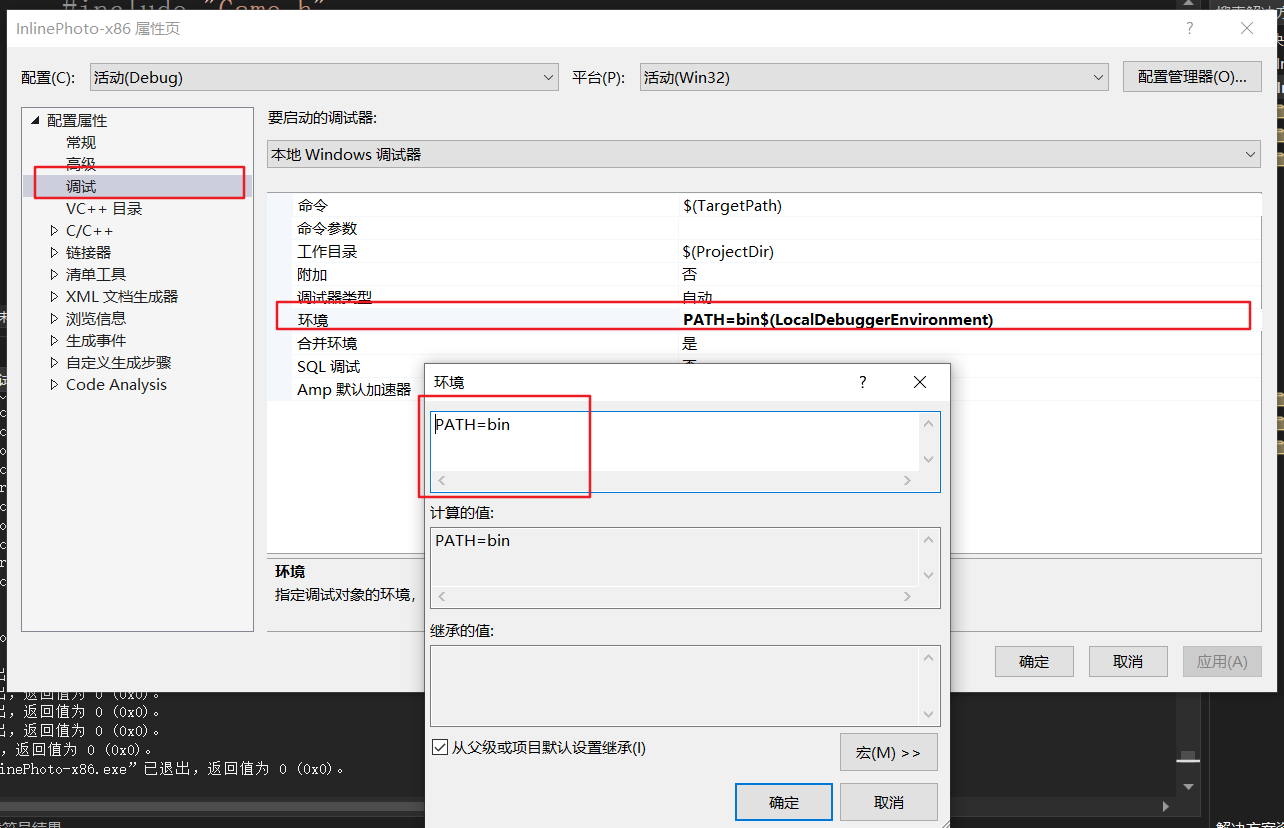 #include "Game.h"
InlinePhoto-x86 属性页
?
配置(C):
活动(Debug)
平台(P):
活动(Win32)
配置管理器(O)...
配置属性
常规
高级
调试
VC++ 目录
C/C++
链接器
清单工具
XML 文档生成器
浏览信息
生成事件
自定义生成步骤
Code Analysis
要启动的调试器:
本地 Windows 调试器
命令 $(TargetPath)
命令参数
工作目录 $(ProjectDir)
附加 否
调试器类型 自动
环境 PATH=bin$(LocalDebuggerEnvironment)
合并环境 是
SQL 调试
Amp 默认加速器
环境
指定调试对象的环境,
确定
取消
应用(A)
环境
?
PATH=bin
计算的值:
PATH=bin
继承的值:
从父级或项目默认设置继承(I)
宏(M) >>
确定
取消
出，返回值为 0 (0x0)。
出，返回值为 0 (0x0)。
出，返回值为 0 (0x0)。
，返回值为 0 (0x0)。
inePhoto-x86.exe”已退出，返回值为 0 (0x0)。